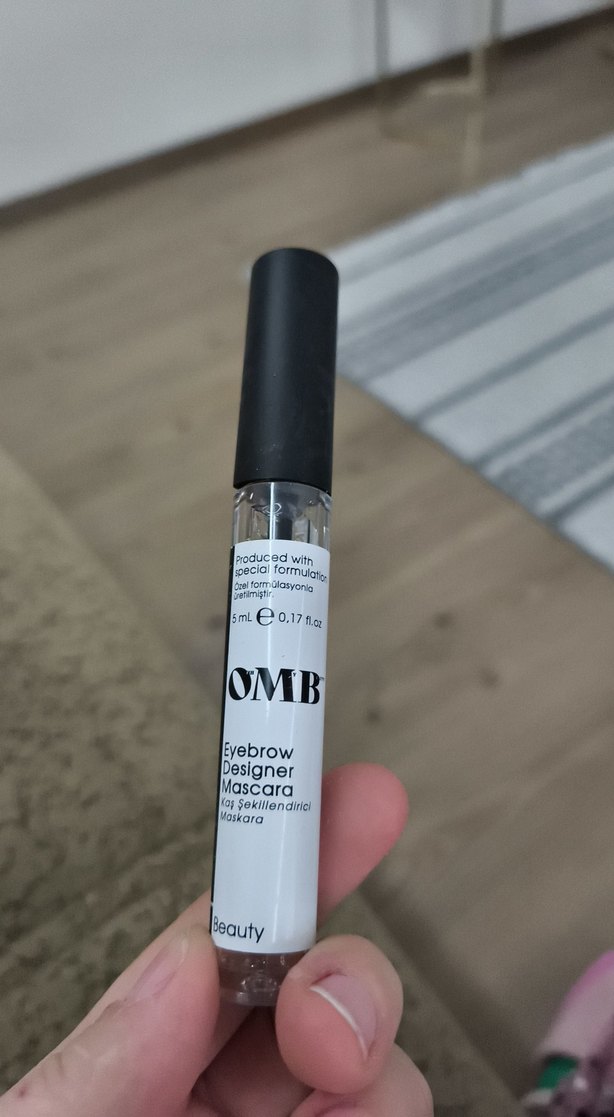 Produced with
special formulation
Özel formülasyonla
üretilmiştir.
5 mL e 0,17 fl.oz
OMB
Eyebrow
Designer
Mascara
Kaş Şekillendirici
Maskara
Beauty